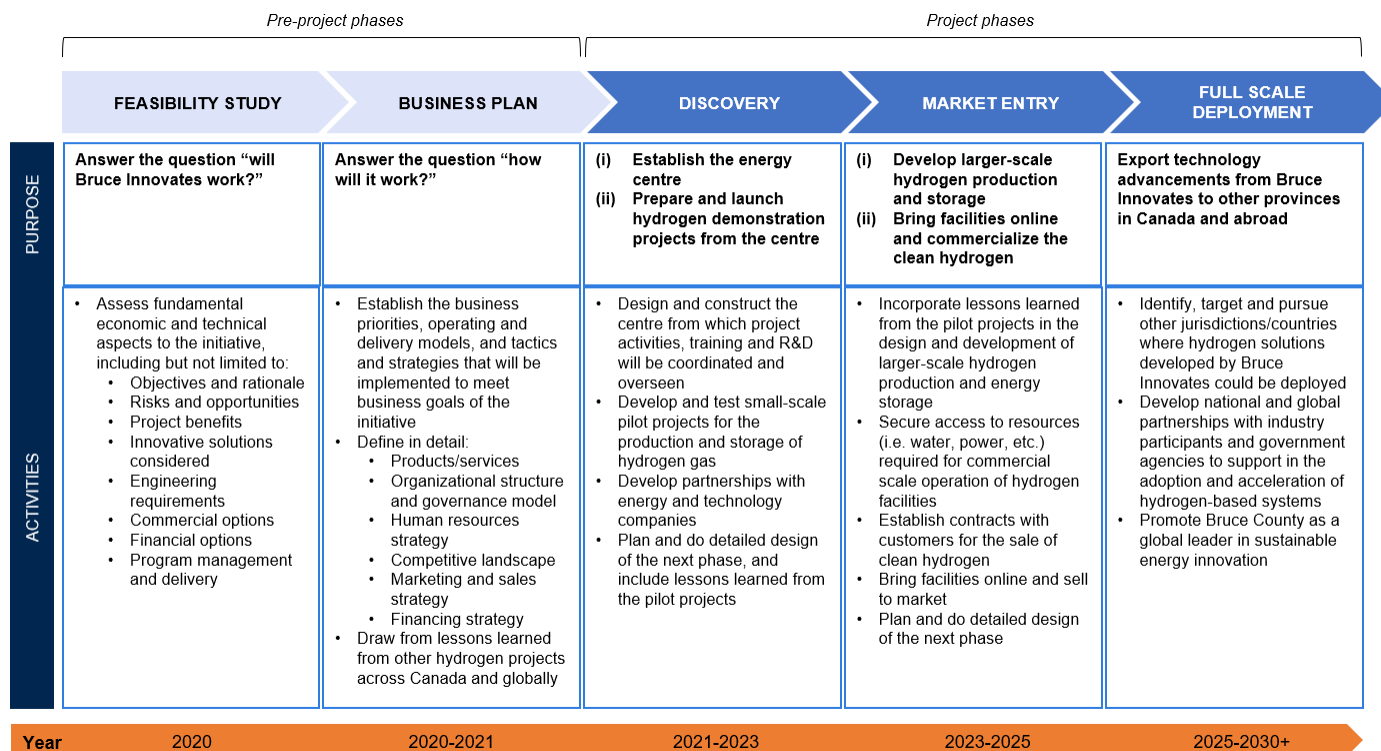 Pre-project phases
Project phases
FEASIBILITY STUDY
BUSINESS PLAN
DISCOVERY
MARKET ENTRY
FULL SCALE
DEPLOYMENT
PURPOSE
Answer the question “will
Bruce Innovates work?”
Answer the question “how
will it work?”
(i) Establish the energy
centre
(ii) Prepare and launch
hydrogen demonstration
projects from the centre
(i) Develop larger-scale
hydrogen production
and storage
(ii) Bring facilities online
and commercialize the
clean hydrogen
Export technology
advancements from Bruce
Innovates to other provinces
in Canada and abroad
ACTIVITIES
• Assess fundamental
economic and technical
aspects to the initiative,
including but not limited to:
• Objectives and rationale
• Risks and opportunities
• Project benefits
• Innovative solutions
considered
• Engineering
requirements
• Commercial options
• Financial options
• Program management
and delivery
• Establish the business
priorities, operating and
delivery models, and tactics
and strategies that will be
implemented to meet
business goals of the
initiative
• Define in detail:
• Products/services
• Organizational structure
and governance model
• Human resources
strategy
• Competitive landscape
• Marketing and sales
strategy
• Financing strategy
• Draw from lessons learned
from other hydrogen projects
across Canada and globally
• Design and construct the
centre from which project
activities, training and R&D
will be coordinated and
overseen
• Develop and test small-scale
pilot projects for the
production and storage of
hydrogen gas
• Develop partnerships with
energy and technology
companies
• Plan and do detailed design
of the next phase, and
include lessons learned from
the pilot projects
• Incorporate lessons learned
from the pilot projects in the
design and development of
larger-scale hydrogen
production and energy
storage
• Secure access to resources
(i.e. water, power, etc.)
required for commercial
scale operation of hydrogen
facilities
• Establish contracts with
customers for the sale of
clean hydrogen
• Bring facilities online and sell
to market
• Plan and do detailed design
of the next phase
• Identify, target and pursue
other jurisdictions/countries
where hydrogen solutions
developed by Bruce
Innovates could be deployed
• Develop national and global
partnerships with industry
participants and government
agencies to support in the
adoption and acceleration of
hydrogen-based systems
• Promote Bruce County as a
global leader in sustainable
energy innovation
Year
2020
2020-2021
2021-2023
2023-2025
2025-2030+